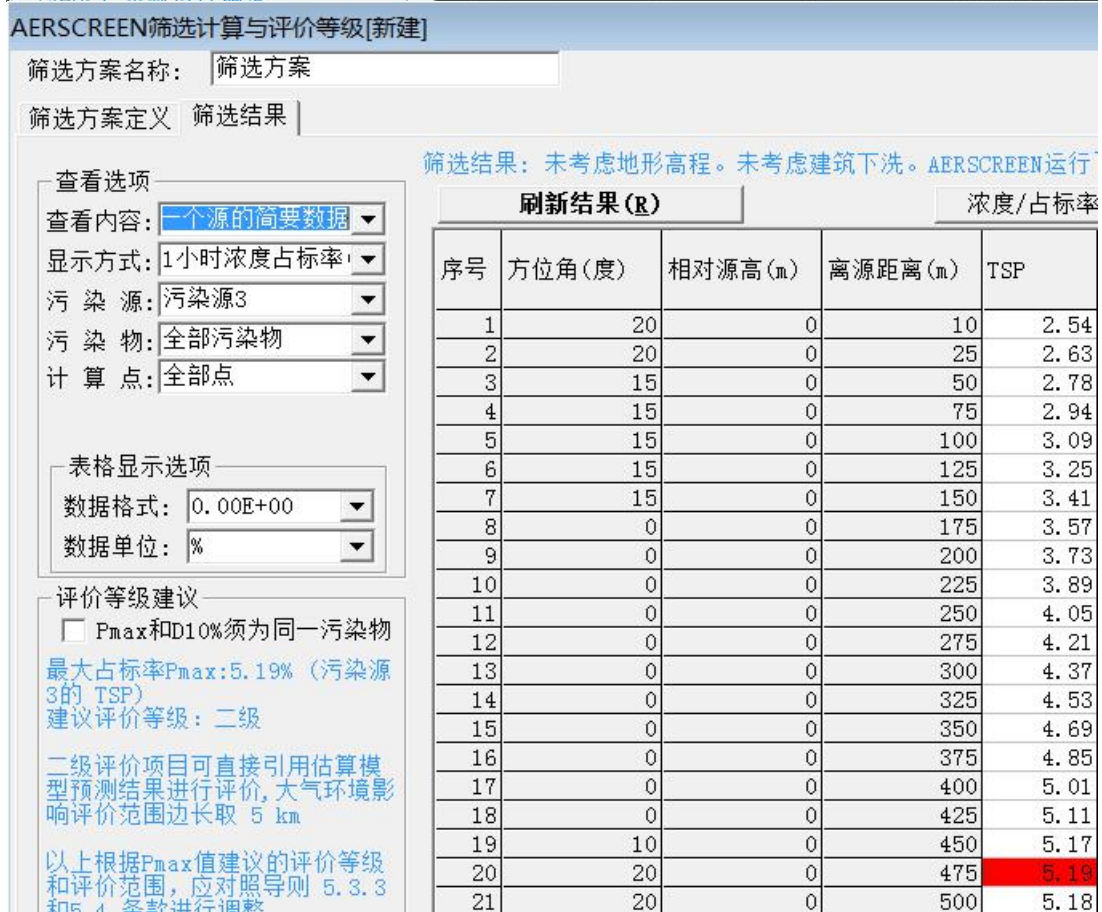 AERSCREEN筛选计算与评价等级[新建]
筛选方案名称: 筛选方案
筛选方案定义 筛选结果
查看选项
查看内容: 一个源的简要数据
显示方式: 1小时浓度占标率
污 染 源: 污染源3
污 染 物: 全部污染物
计 算 点: 全部点
表格显示选项
数据格式: 0.00E+00
数据单位: %
评价等级建议
Pmax和D10%须为同一污染物
最大占标率Pmax:5.19% (污染源
3的 TSP)
建议评价等级: 二级
二级评价项目可直接引用估算模
型预测结果进行评价,大气环境影
响评价范围边长取 5 km
以上根据Pmax值建议的评价等级
和评价范围,应对照导则 5.3.3
和5.4 条款进行调整
筛选结果: 未考虑地形高程。未考虑建筑下洗。AERSCREEN运行
刷新结果(R) 浓度/占标率
序号 方位角(度) 相对源高(m) 离源距离(m) TSP
1 20 0 10 2.54
2 20 0 25 2.63
3 15 0 50 2.78
4 15 0 75 2.94
5 15 0 100 3.09
6 15 0 125 3.25
7 15 0 150 3.41
8 0 0 175 3.57
9 0 0 200 3.73
10 0 0 225 3.89
11 0 0 250 4.05
12 0 0 275 4.21
13 0 0 300 4.37
14 0 0 325 4.53
15 0 0 350 4.69
16 0 0 375 4.85
17 0 0 400 5.01
18 0 0 425 5.11
19 10 0 450 5.17
20 20 0 475 5.19
21 20 0 500 5.18